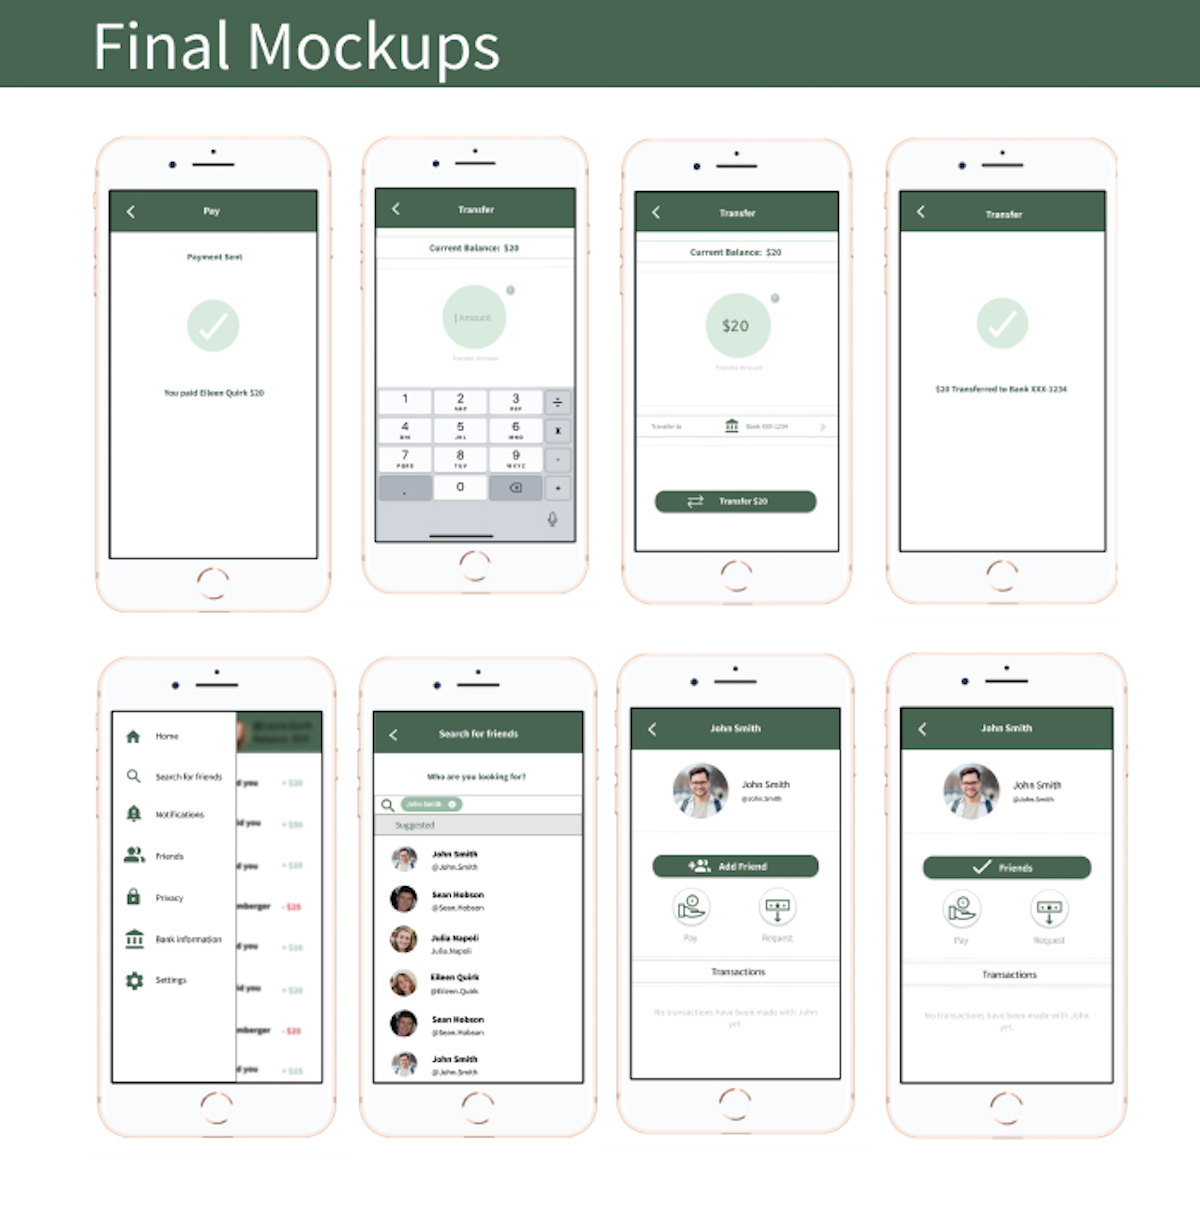 Final Mockups
Pay
Payment Sent
You paid Eileen Quirk $20
Transfer
Current Balance: $20
Amount
Transfer Amount
1 2 3 ÷
ABC DEF
4 5 6 x
GHI JKL MNO
7 8 9 -
PQRS TUV WXYZ
. 0 +
Transfer
Current Balance: $20
$20
Transfer Amount
Transfer to Bank XXX-1234
Transfer $20
Transfer
$20 Transferred to Bank XXX-1234
Home
Search for friends
Notifications
Friends
Privacy
Bank information
Settings
d you + $20
id you + $50
d you + $10
mberger - $25
d you + $10
id you + $20
mberger - $35
d you + $15
Search for friends
Who are you looking for?
John Smith
Suggested
John Smith
@John.Smith
Sean Hobson
@Sean.Hobson
Julia Napoli
Julia.Napoli
Eileen Quirk
@Eileen.Quirk
Sean Hobson
@Sean.Hobson
John Smith
@John.Smith
John Smith
John Smith
@John.Smith
Add Friend
Pay Request
Transactions
No transactions have been made with John
yet.
John Smith
John Smith
@John.Smith
Friends
Pay Request
Transactions
No transactions have been made with John
yet.